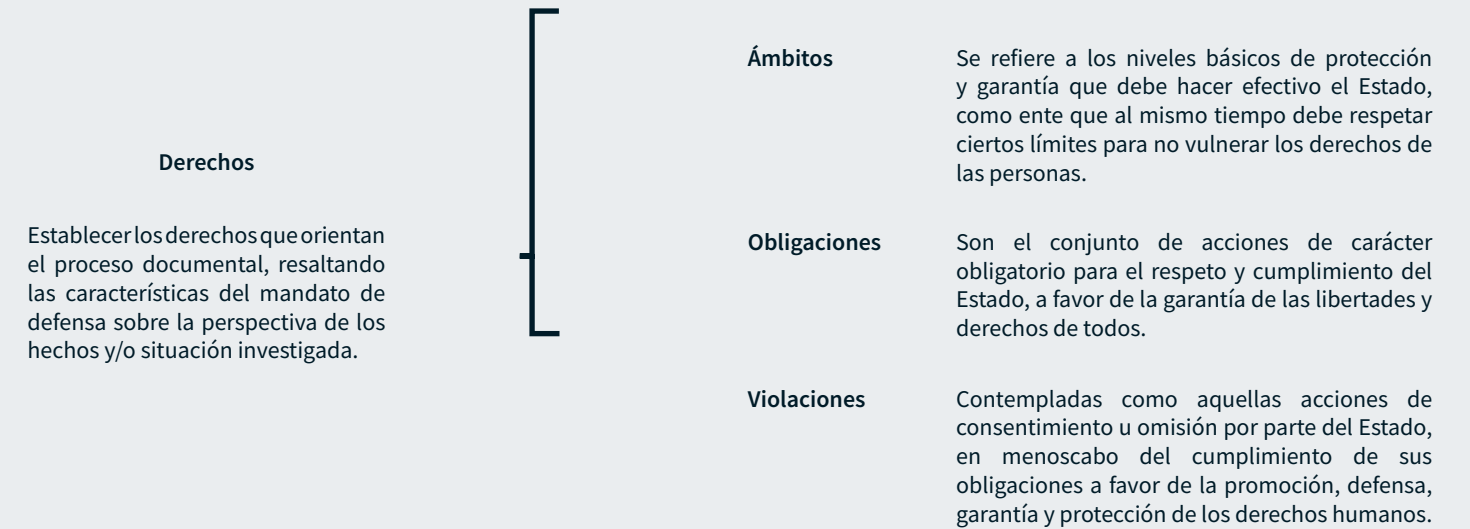 Derechos
Establecer los derechos que orientan
el proceso documental, resaltando
las características del mandato de
defensa sobre la perspectiva de los
hechos y/o situación investigada.
Ámbitos
Se refiere a los niveles básicos de protección
y garantía que debe hacer efectivo el Estado,
como ente que al mismo tiempo debe respetar
ciertos límites para no vulnerar los derechos de
las personas.
Obligaciones
Son el conjunto de acciones de carácter
obligatorio para el respeto y cumplimiento del
Estado, a favor de la garantía de las libertades y
derechos de todos.
Violaciones
Contempladas como aquellas acciones de
consentimiento u omisión por parte del Estado,
en menoscabo del cumplimiento de sus
obligaciones a favor de la promoción, defensa,
garantía y protección de los derechos humanos.